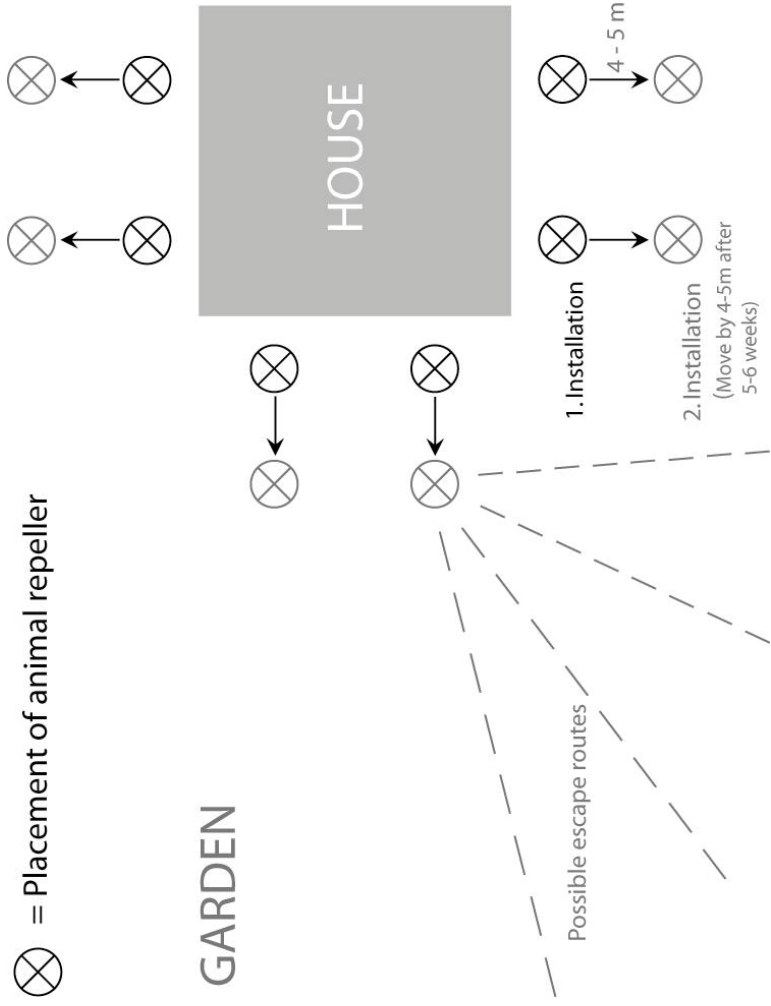 = Placement of animal repeller
GARDEN
HOUSE
Possible escape routes
1. Installation
2. Installation
(Move by 4-5m after
5-6 weeks)
4 - 5 m